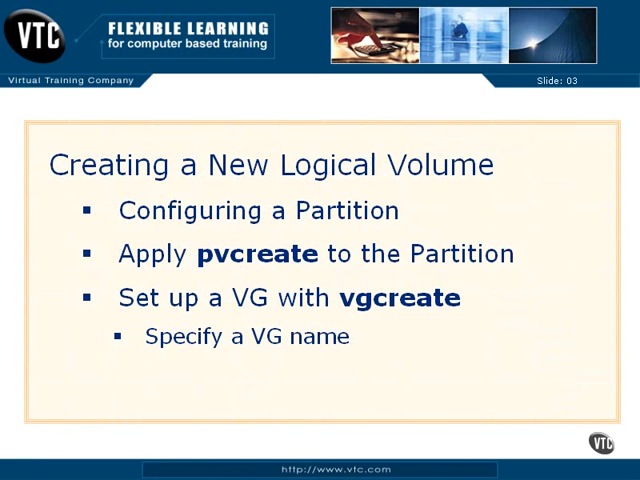 VTC
FLEXIBLE LEARNING
for computer based training
Virtual Training Company
Slide: 03
Creating a New Logical Volume
Configuring a Partition
Apply pvcreate to the Partition
Set up a VG with vgcreate
Specify a VG name
VTC
http://www.vtc.com